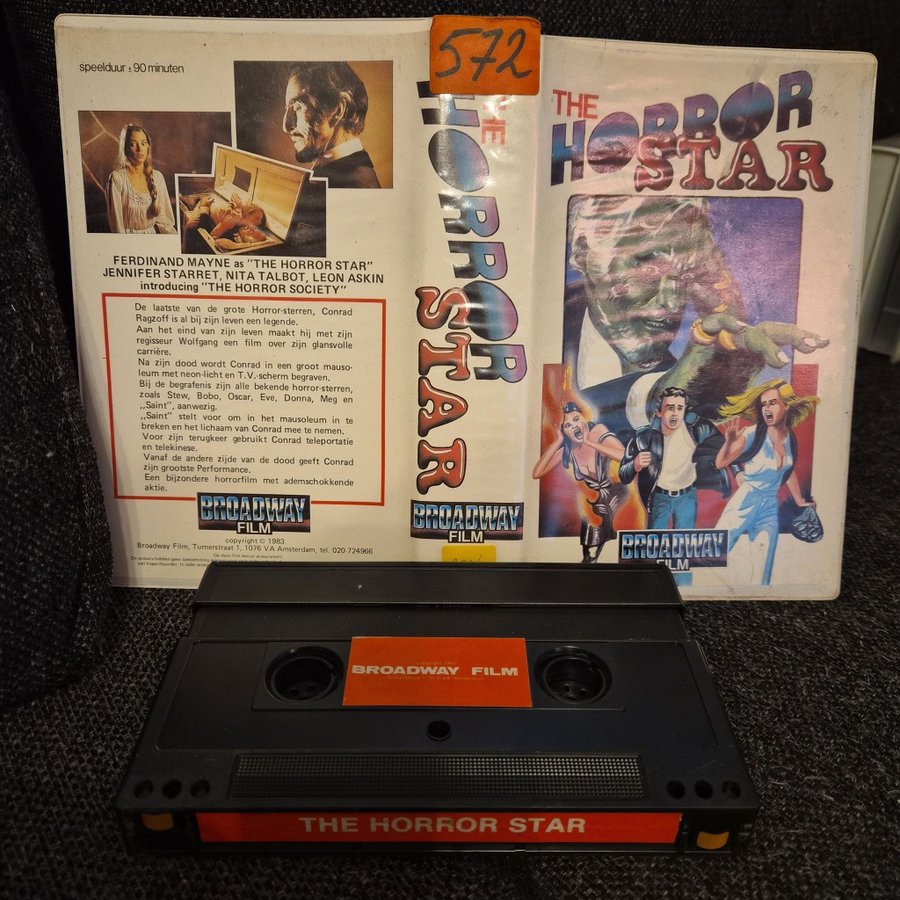 speelduur ± 90 minuten
FERDINAND MAYNE as "THE HORROR STAR"
JENNIFER STARRET, NITA TALBOT, LEON ASKIN
introducing "THE HORROR SOCIETY"
De laatste van de grote Horror-sterren, Conrad
Ragzoff is al bij zijn leven een legende.
Aan het eind van zijn leven maakt hij met zijn
regisseur Wolfgang een film over zijn glansvolle
carrière.
Na zijn dood wordt Conrad in een groot mauso-
leum met neon-licht en T.V.-scherm begraven.
Bij de begrafenis zijn alle bekende horror-sterren,
zoals Stew, Bobo, Oscar, Eve, Donna, Meg en
,,Saint", aanwezig.
,,Saint" stelt voor om in het mausoleum in te
breken en het lichaam van Conrad mee te nemen.
Voor zijn terugkeer gebruikt Conrad teleportatie
en telekinese.
Vanaf de andere zijde van de dood geeft Conrad
zijn grootste Performance.
Een bijzondere horrorfilm met ademschokkende
aktie.
BROADWAY
FILM
copyright © 1983
Broadway Film, Turnerstraat 1, 1076 VA Amsterdam, tél. 020-724966
572
THE
HORROR
STAR
BROADWAY
FILM
THE
HORROR
STAR
BROADWAY
FILM
BROADWAY FILM
THE HORROR STAR